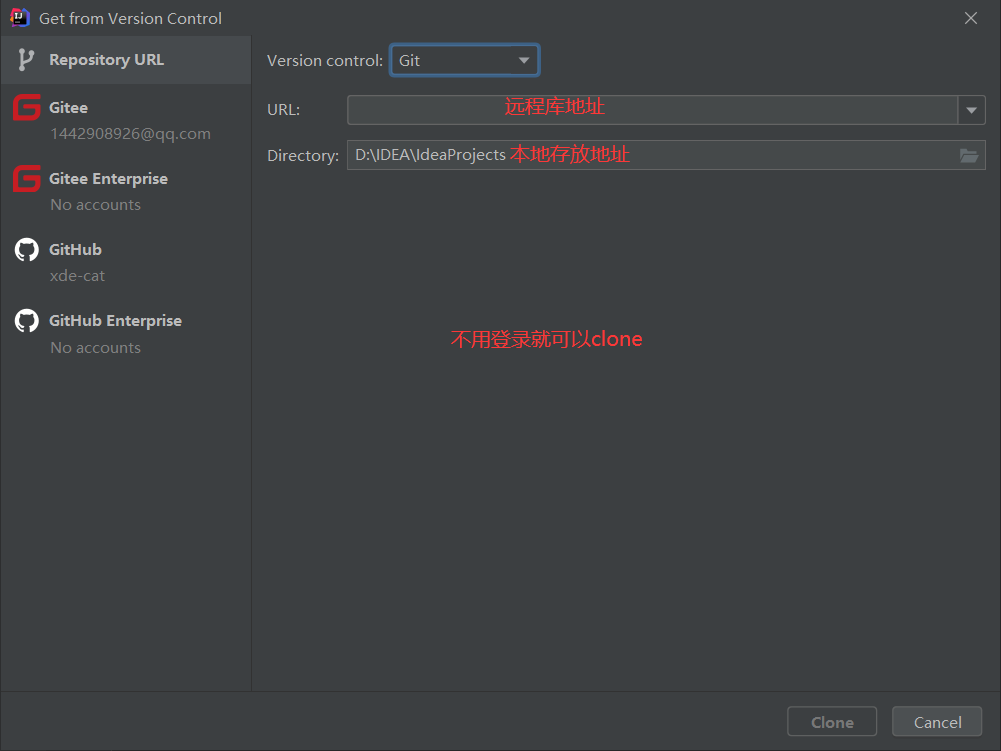 Get from Version Control
Repository URL
Gitee
1442908926@qq.com
Gitee Enterprise
No accounts
GitHub
xde-cat
GitHub Enterprise
No accounts
Version control: Git
URL: 远程库地址
Directory: D:\IDEA\IdeaProjects 本地存放地址
不用登录就可以clone
Clone Cancel